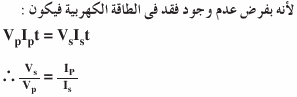 لأنه بفرض عدم وجود فقد فى الطاقة الكهربية فيكون :
VpIpt = VsIst
∴ Vs/Vp = IP/Is